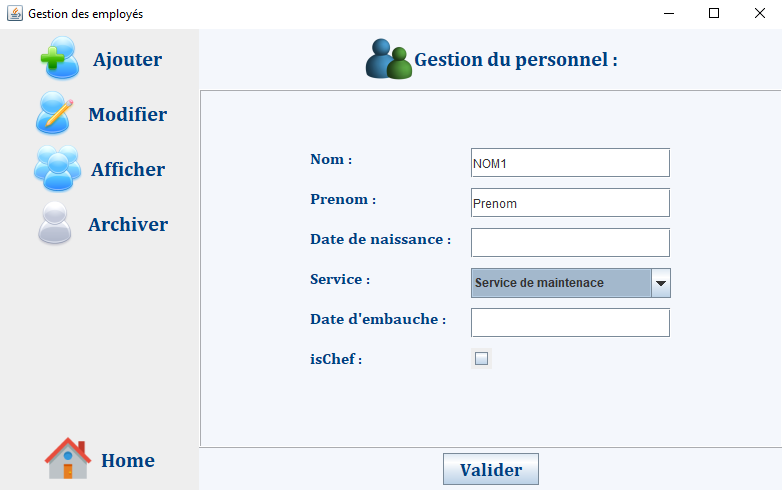 Gestion des employés
Ajouter
Modifier
Afficher
Archiver
Home
Gestion du personnel :
Nom : NOM1
Prenom : Prenom
Date de naissance :
Service : Service de maintenace
Date d'embauche :
isChef :
Valider